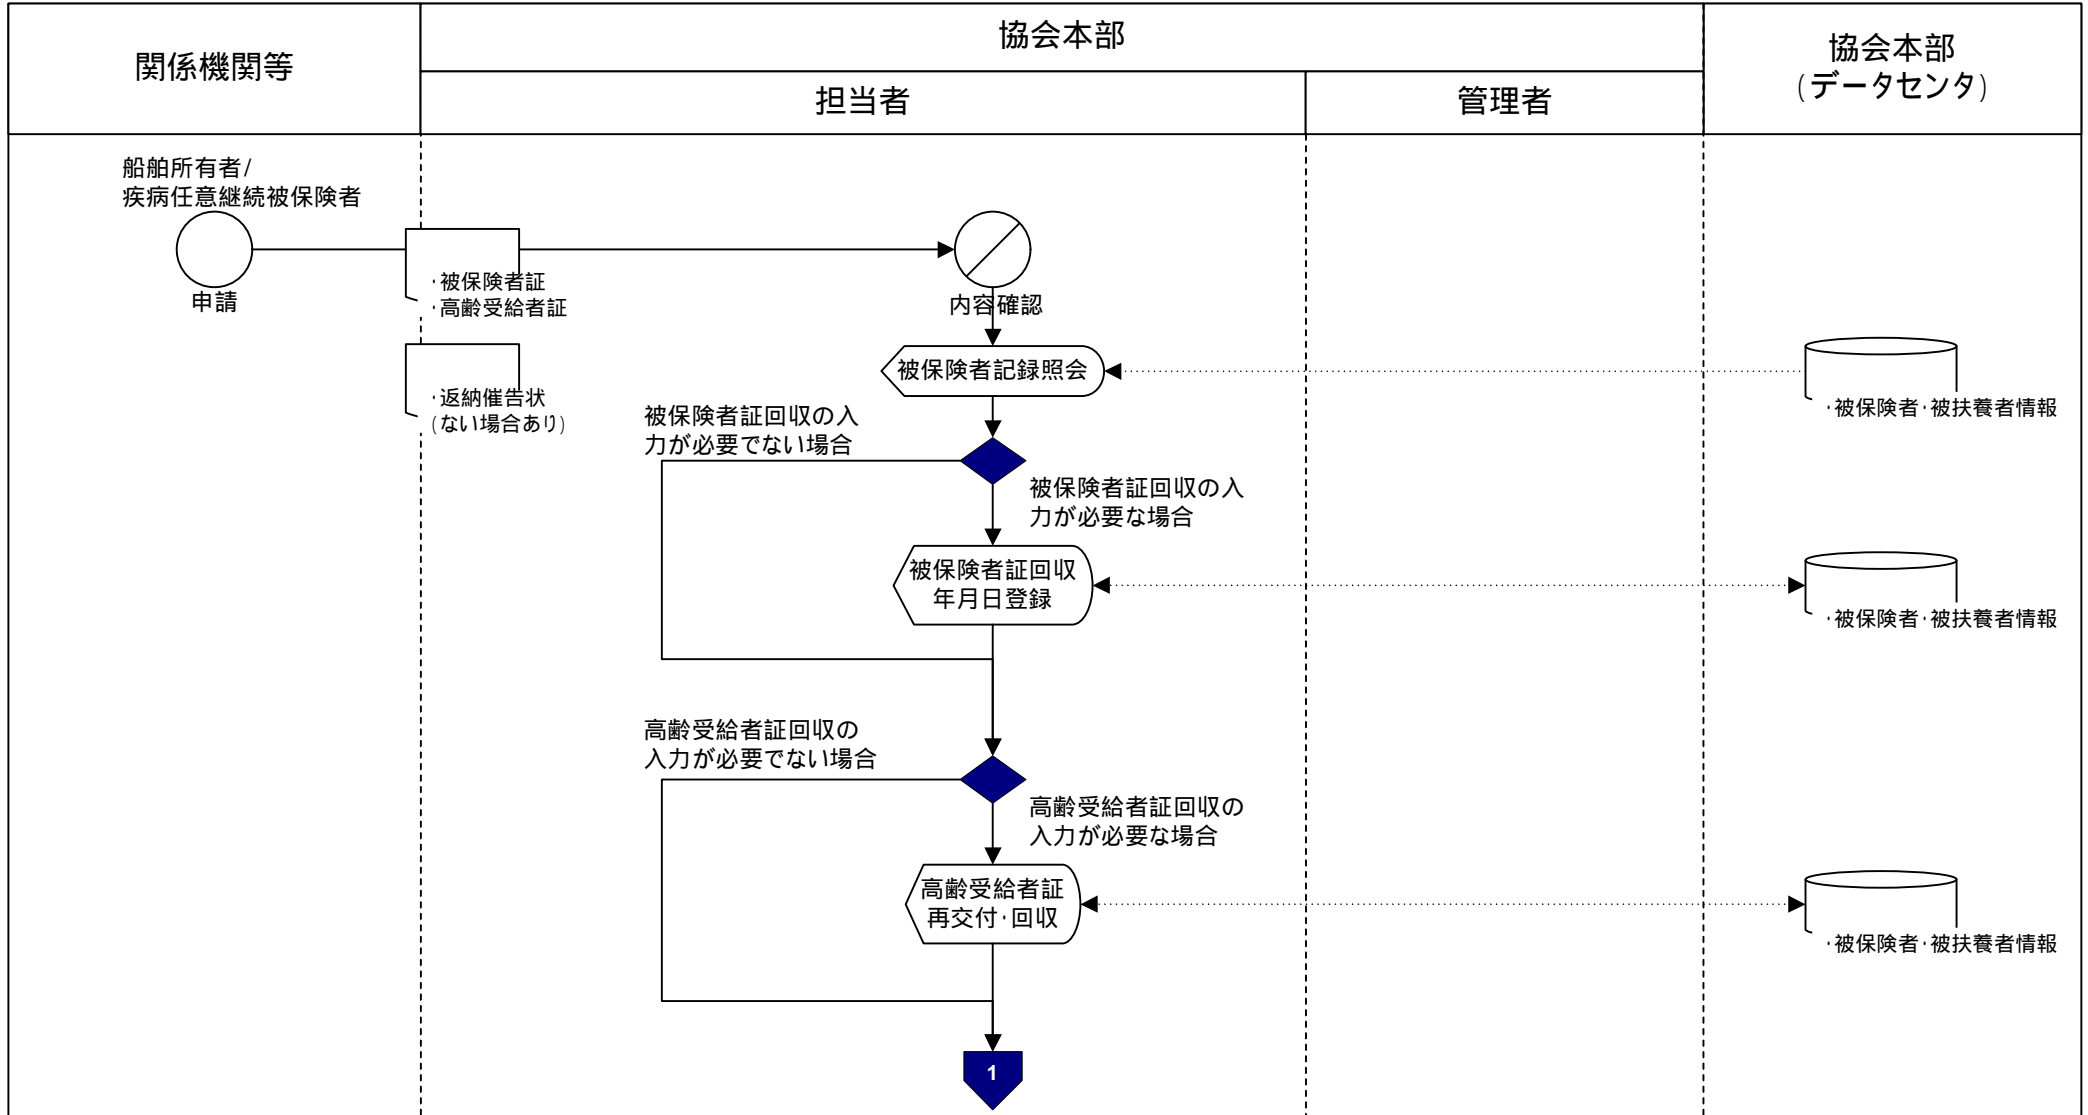 関係機関等
協会本部
協会本部
(データセンタ)
担当者
管理者
船舶所有者/
疾病任意継続被保険者
申請
・被保険者証
・高齢受給者証
内容確認
被保険者記録照会
・被保険者・被扶養者情報
・返納催告状
(ない場合あり)
被保険者証回収の入
力が必要でない場合
被保険者証回収の入
力が必要な場合
被保険者証回収
年月日登録
・被保険者・被扶養者情報
高齢受給者証回収の
入力が必要でない場合
高齢受給者証回収の
入力が必要な場合
高齢受給者証
再交付・回収
・被保険者・被扶養者情報
1